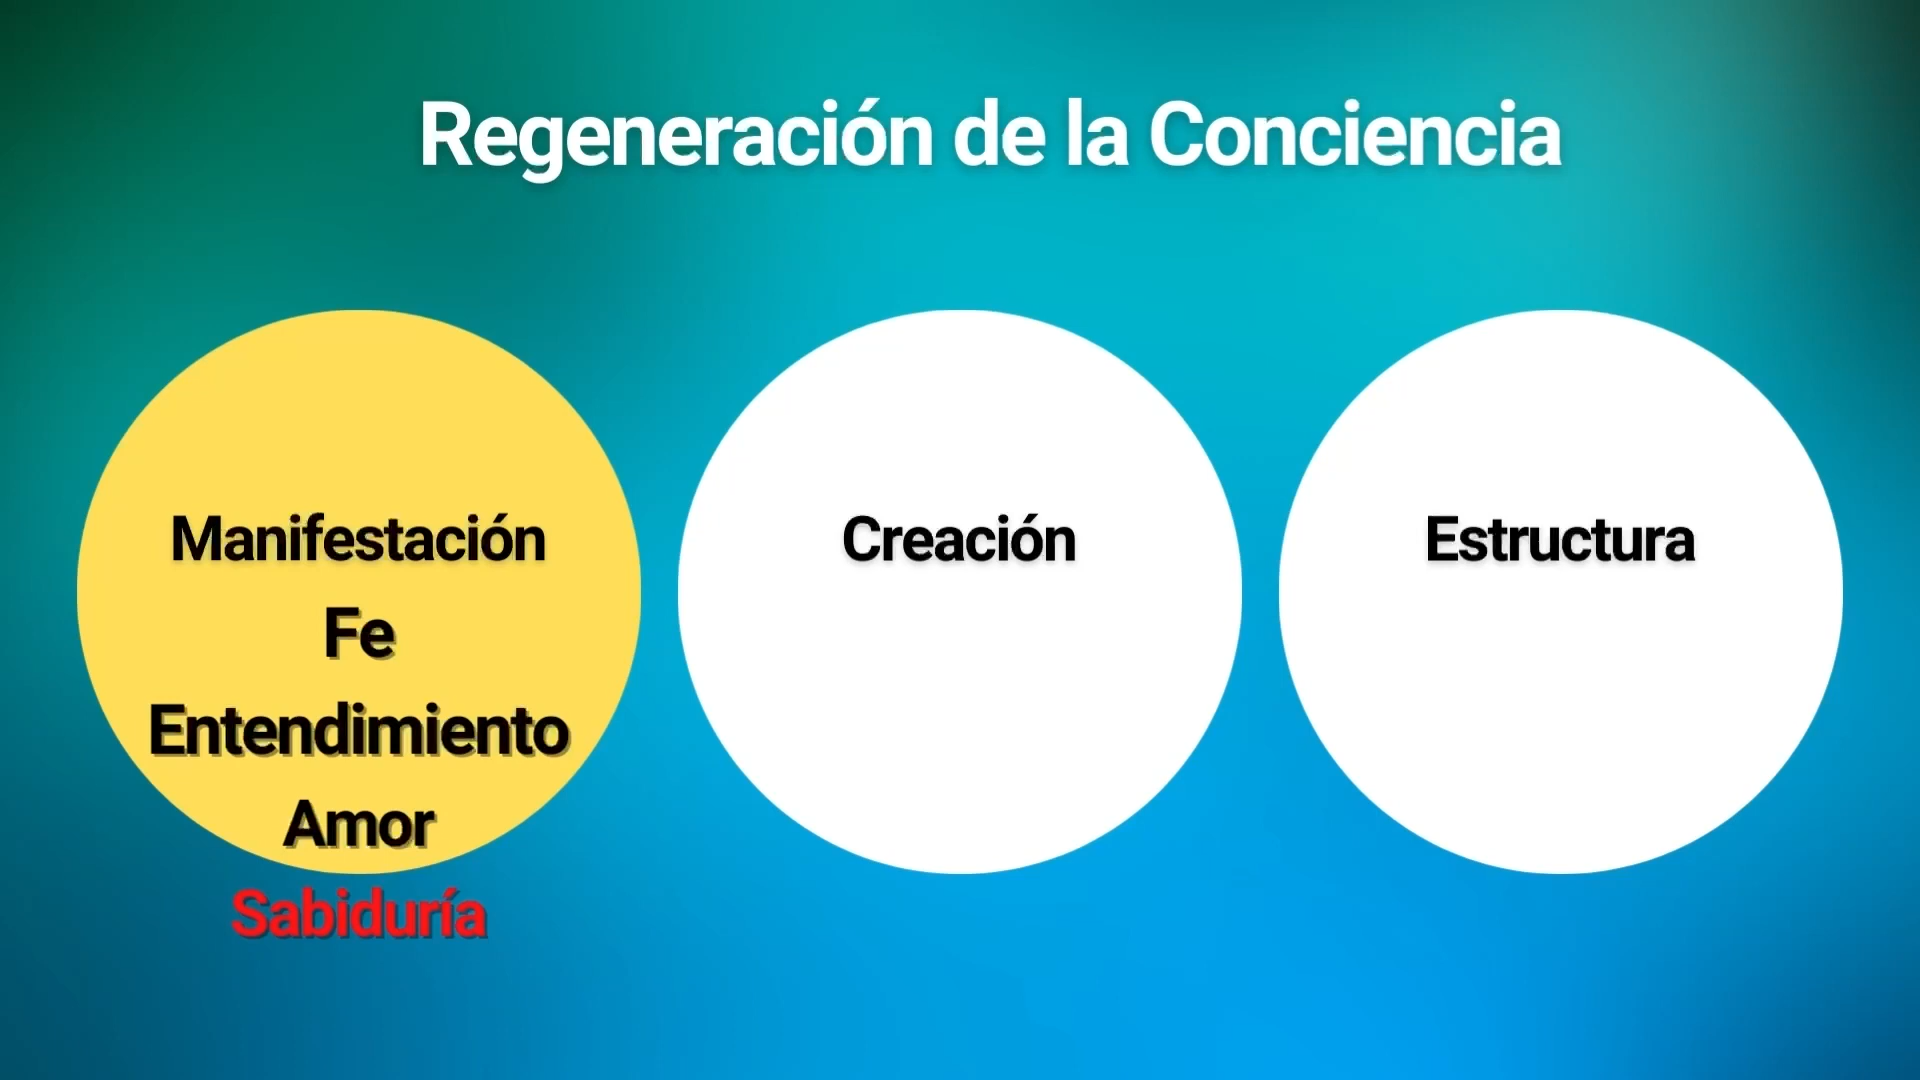 Regeneración de la Conciencia
Manifestación
Fe
Entendimiento
Amor
Sabiduría
Creación
Estructura